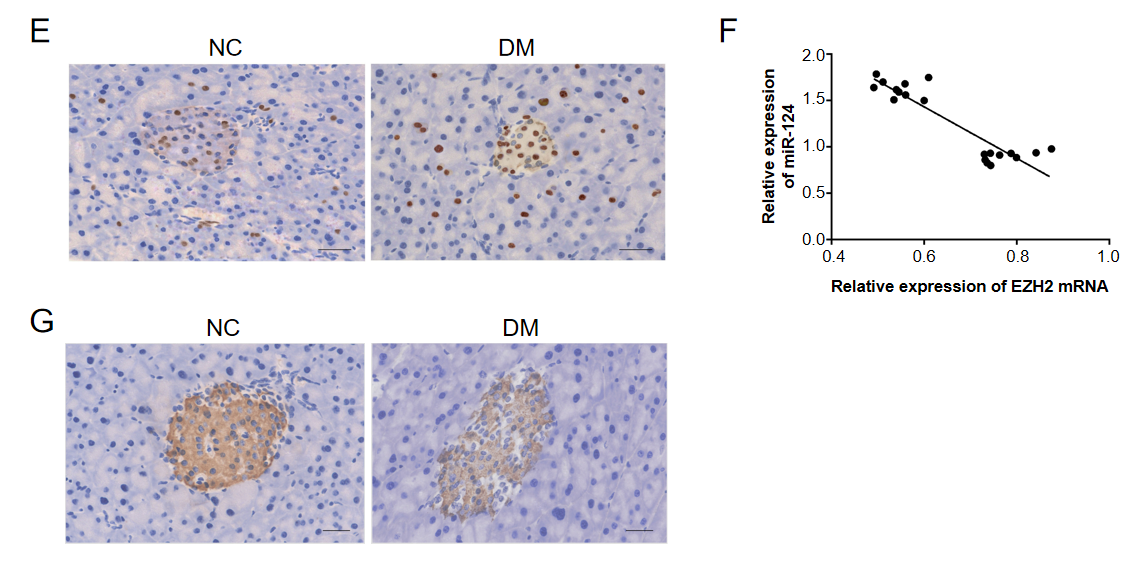 E
NC
DM
F
2.0
1.5
1.0
0.5
0.0
0.4
0.6
0.8
1.0
Relative expression
of miR-124
Relative expression of EZH2 mRNA
G
NC
DM